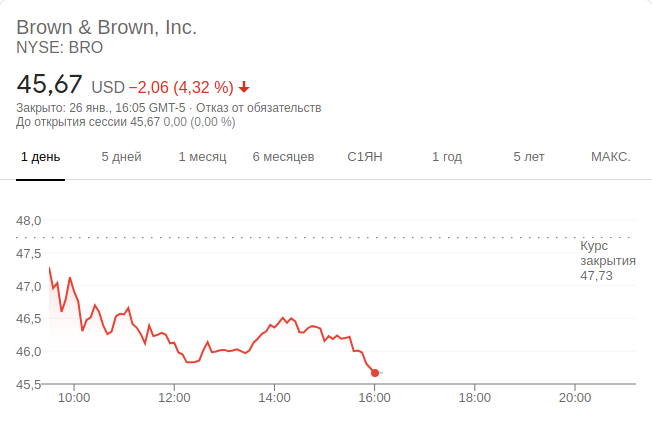 Brown & Brown, Inc.
NYSE: BRO
45,67 USD −2,06 (4,32 %)
Закрыто: 26 янв., 16:05 GMT-5 · Отказ от обязательств
До открытия сессии 45,67 0,00 (0,00 %)
1 день 5 дней 1 месяц 6 месяцев С1ЯН 1 год 5 лет МАКС.
48,0
Курс
47,5
закрытия
47,73
47,0
46,5
46,0
45,5
10:00 12:00 14:00 16:00 18:00 20:00